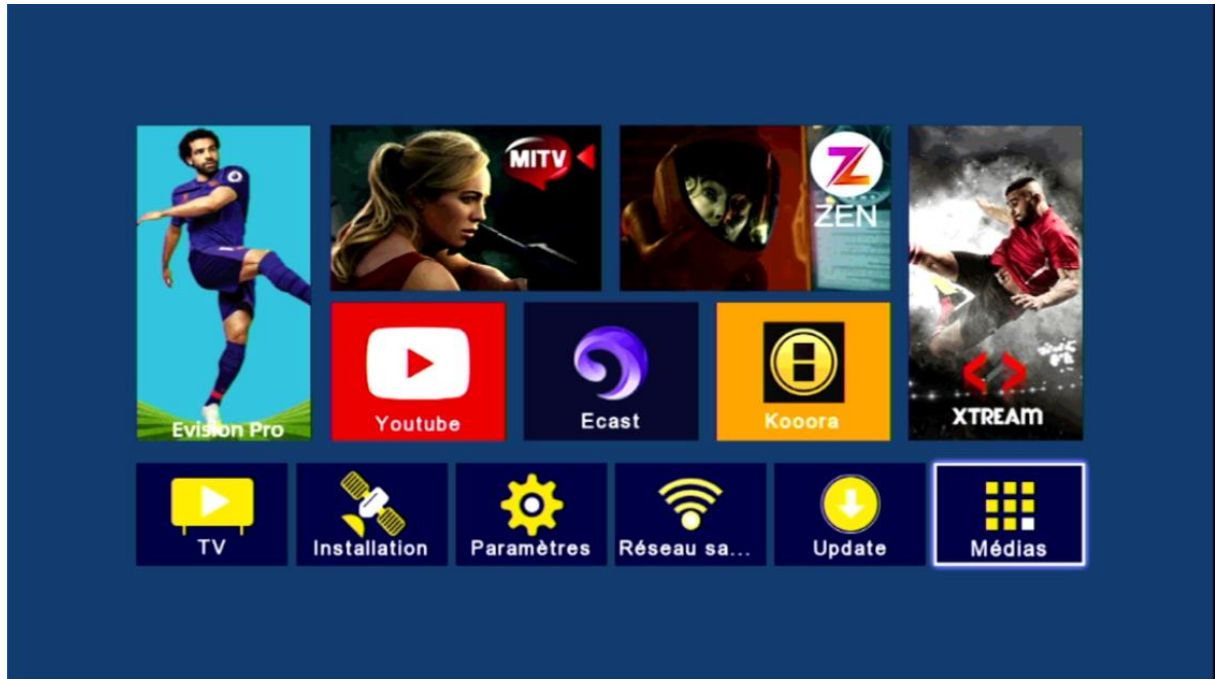 MITV
Z
ZEN
Evision Pro
Youtube
Ecast
Kooora
XTREAM
TV
Installation
Paramètres
Réseau sa...
Update
Médias